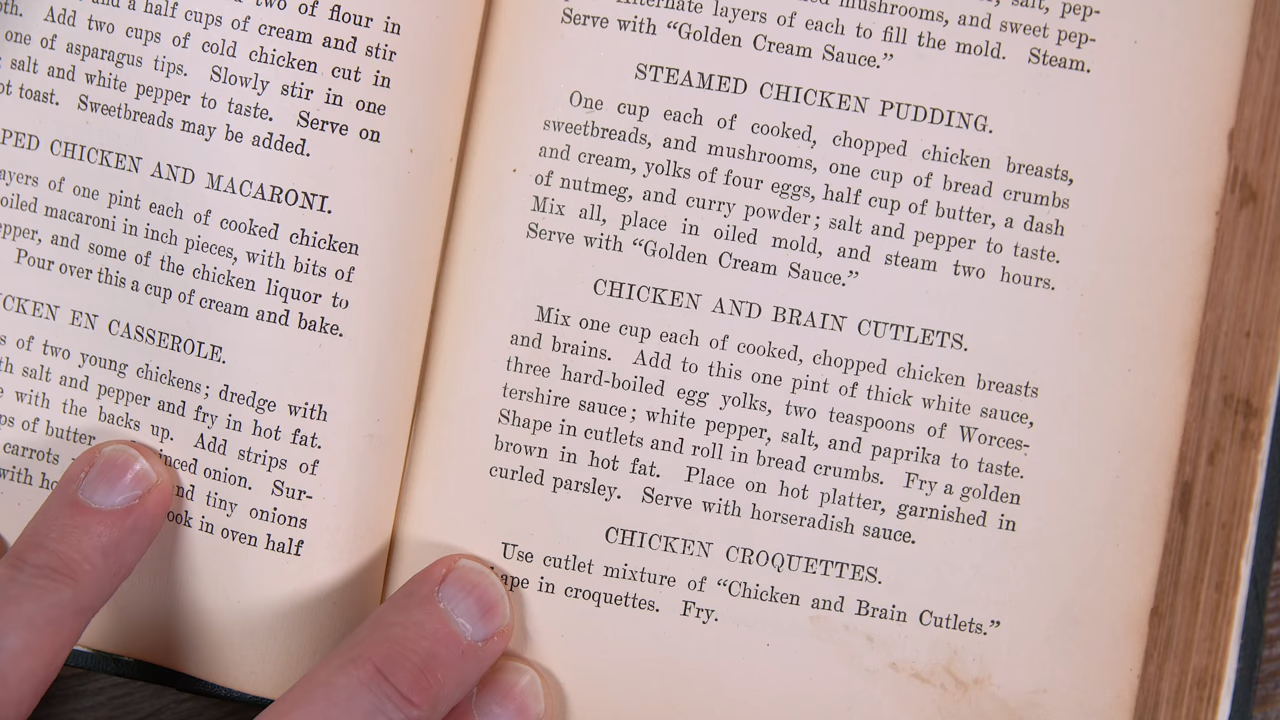 two of flour in
and a half cups of cream and stir
Add two cups of cold chicken cut in
one of asparagus tips. Slowly stir in one
salt and white pepper to taste. Serve on
toast. Sweetbreads may be added.
PED CHICKEN AND MACARONI.
ayers of one pint each of cooked chicken
oiled macaroni in inch pieces, with bits of
epper, and some of the chicken liquor to
Pour over this a cup of cream and bake.
CKEN EN CASSEROLE.
s of two young chickens; dredge with
th salt and pepper and fry in hot fat.
with the backs up. Add strips of
ps of butter
inced onion. Sur-
carrots
nd tiny onions
with ho
ook in oven half
salt, pep-
mushrooms, and sweet pep-
Alternate layers of each to fill the mold. Steam.
Serve with “Golden Cream Sauce.”
STEAMED CHICKEN PUDDING.
One cup each of cooked, chopped chicken breasts,
sweetbreads, and mushrooms, one cup of bread crumbs
and cream, yolks of four eggs, half cup of butter, a dash
of nutmeg, and curry powder; salt and pepper to taste.
Mix all, place in oiled mold, and steam two hours.
Serve with “Golden Cream Sauce.”
CHICKEN AND BRAIN CUTLETS.
Mix one cup each of cooked, chopped chicken breasts
and brains. Add to this one pint of thick white sauce,
three hard-boiled egg yolks, two teaspoons of Worces-
tershire sauce; white pepper, salt, and paprika to taste.
Shape in cutlets and roll in bread crumbs. Fry a golden
brown in hot fat. Place on hot platter, garnished in
curled parsley. Serve with horseradish sauce.
CHICKEN CROQUETTES.
Use cutlet mixture of “Chicken and Brain Cutlets.”
ape in croquettes. Fry.